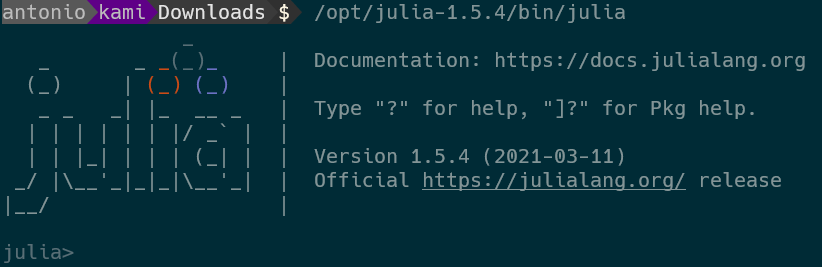 antonio kami Downloads $ /opt/julia-1.5.4/bin/julia
               _
   _       _ _(_)_     |  Documentation: https://docs.julialang.org
  (_)     | (_) (_)    |
   _ _   _| |_  __ _   |  Type "?" for help, "]?" for Pkg help.
  | | | | | | |/ _` |  |
  | | |_| | | | (_| |  |  Version 1.5.4 (2021-03-11)
 _/ |\__'_|_|_|\__'_|  |  Official https://julialang.org/ release
|__/                   |
julia>